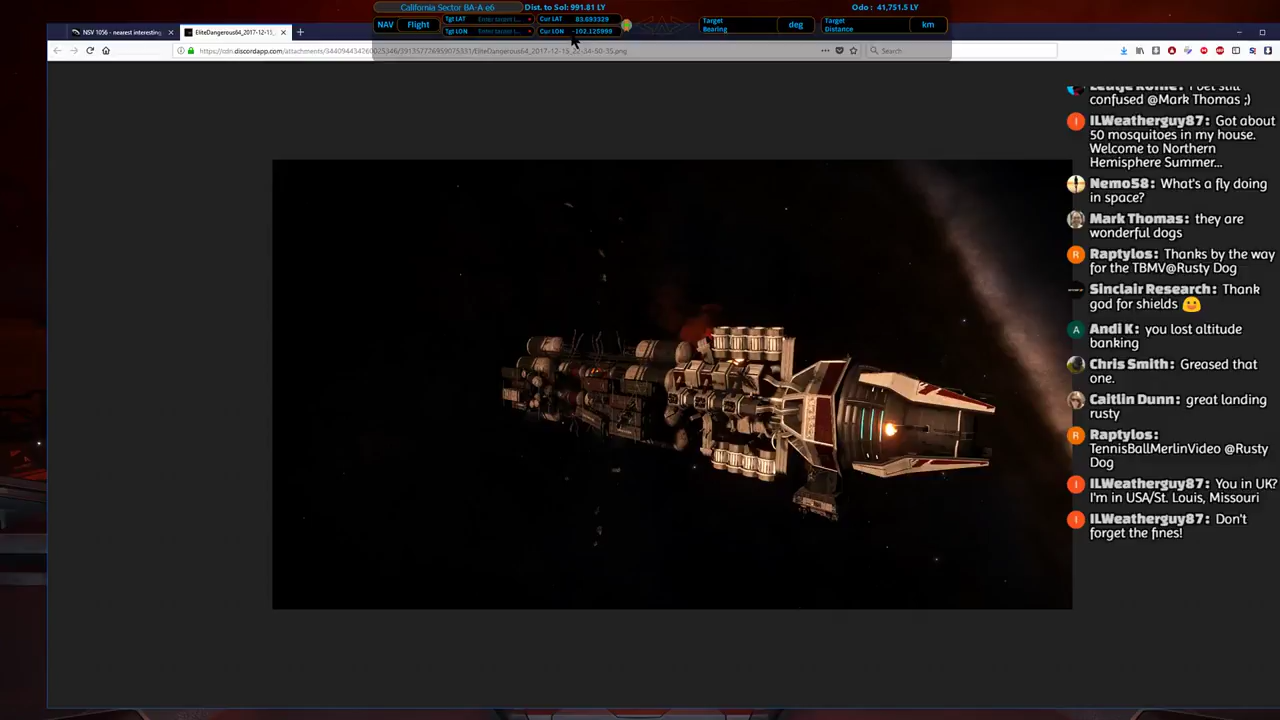 California Sector BA-A e6
Dist. to Sol: 991.81 LY
Odo : 41,751.5 LY
NAV
Flight
Tgt LAT
Cur LAT
83.693329
Tgt LON
Cur LON
-102.125999
Target
Bearing
deg
Target
Distance
km
NSV 1056 - nearest interesting
EliteDangerous64_2017-12-15_
Search
confused @Mark Thomas ;)
ILWeatherguy87: Got about
50 mosquitoes in my house.
Welcome to Northern
Hemisphere Summer...
Nemo58: What's a fly doing
in space?
Mark Thomas: they are
wonderful dogs
Raptylos: Thanks by the way
for the TBMV@Rusty Dog
Sinclair Research: Thank
god for shields
Andi K: you lost altitude
banking
Chris Smith: Greased that
one.
Caitlin Dunn: great landing
rusty
Raptylos:
TennisBallMerlinVideo @Rusty
Dog
ILWeatherguy87: You in UK?
I'm in USA/St. Louis, Missouri
ILWeatherguy87: Don't
forget the fines!